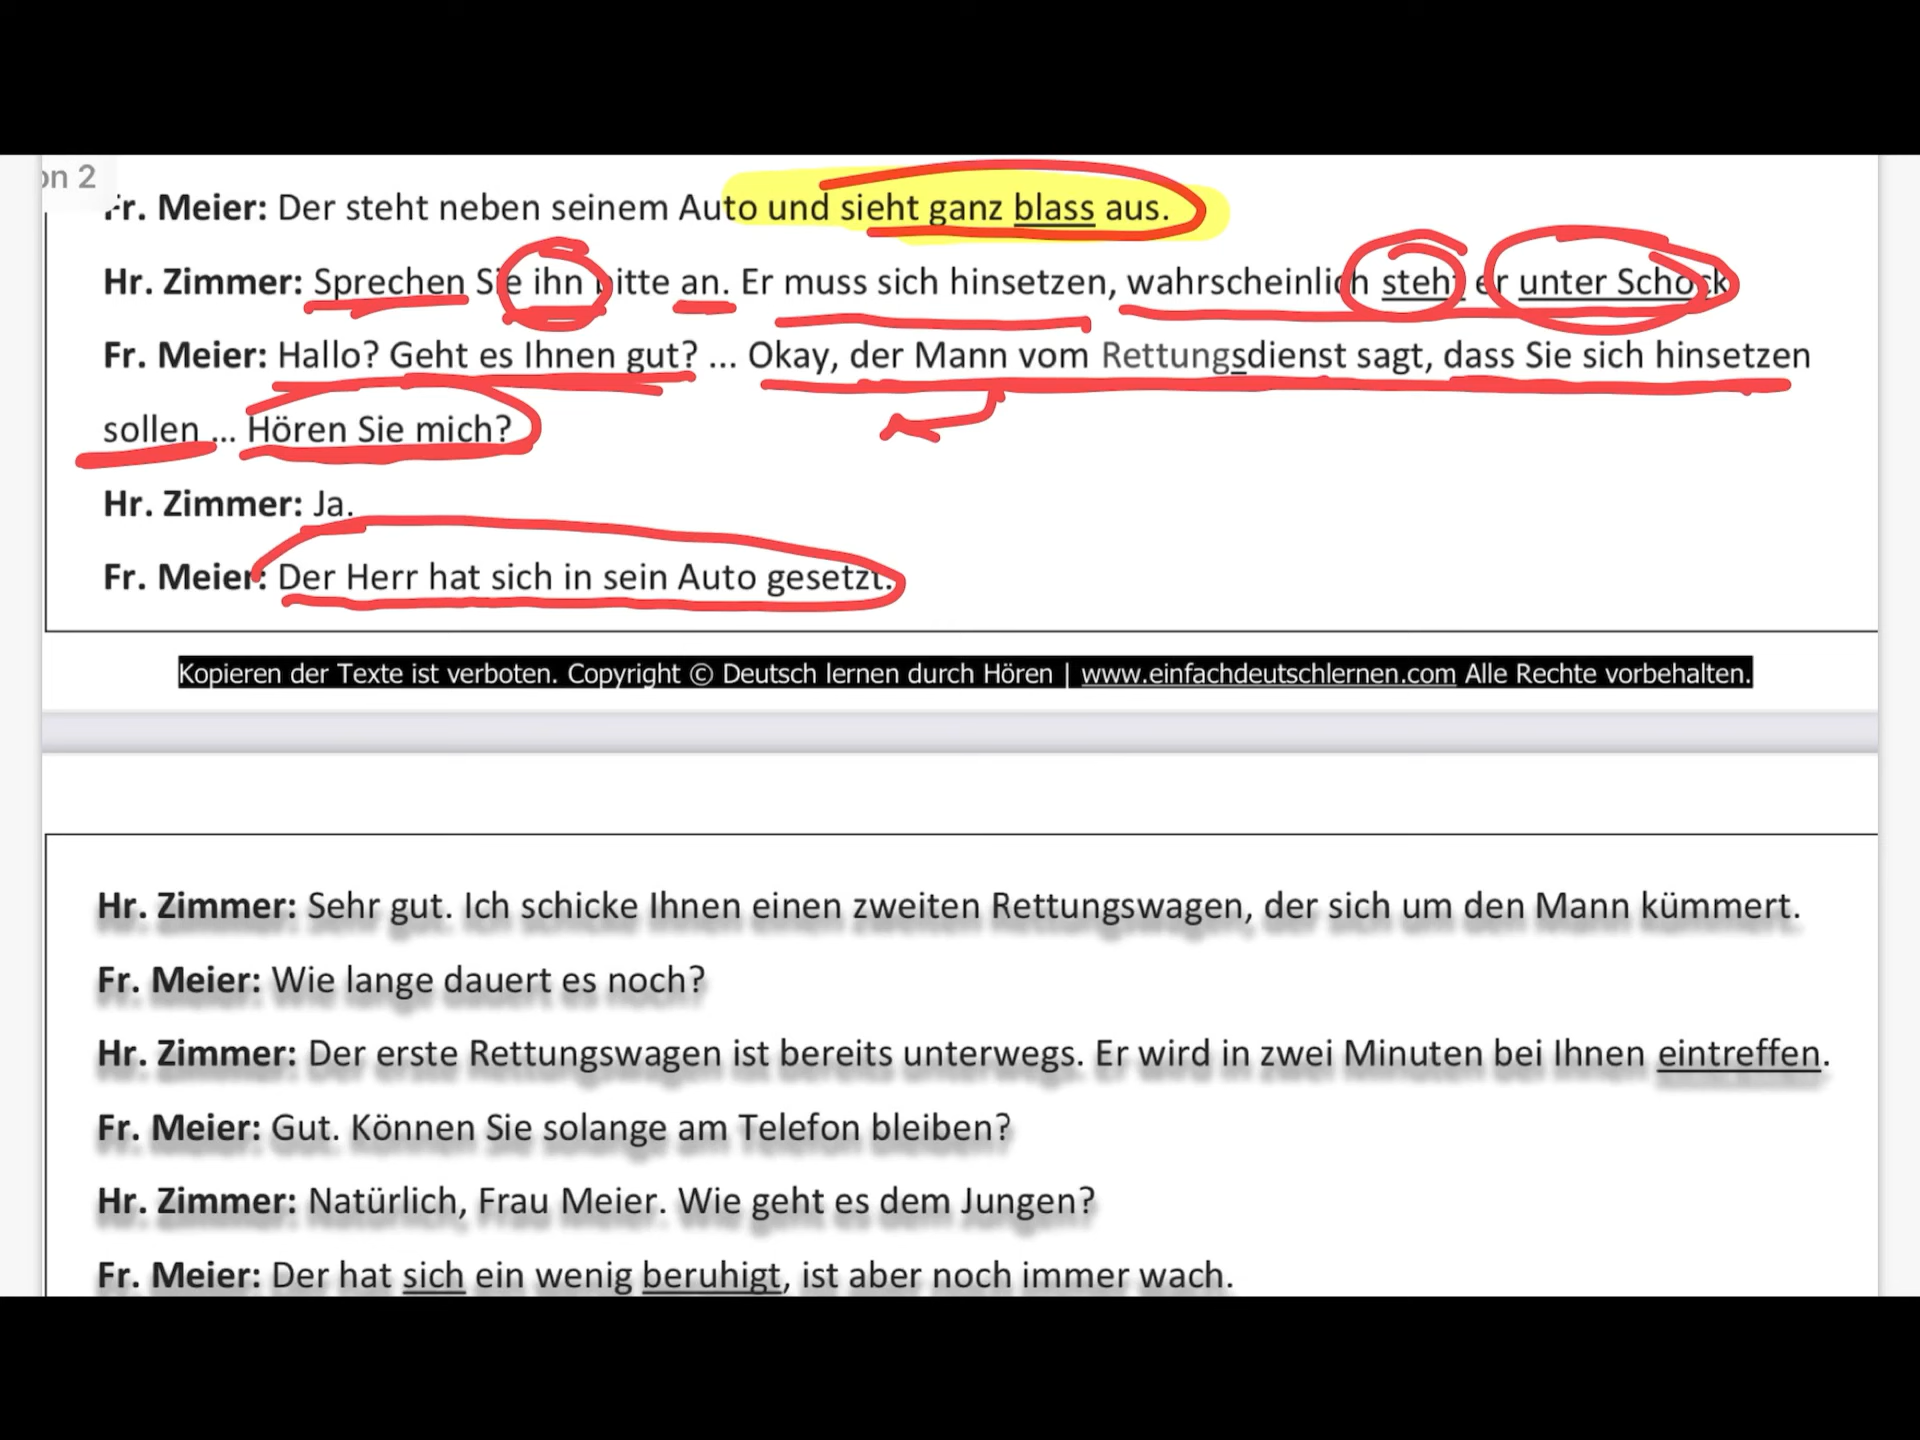 on 2
Fr. Meier: Der steht neben seinem Auto und sieht ganz blass aus.
Hr. Zimmer: Sprechen Sie ihn bitte an. Er muss sich hinsetzen, wahrscheinlich steht er unter Schock
Fr. Meier: Hallo? Geht es Ihnen gut? ... Okay, der Mann vom Rettungsdienst sagt, dass Sie sich hinsetzen
sollen ... Hören Sie mich?
Hr. Zimmer: Ja.
Fr. Meier: Der Herr hat sich in sein Auto gesetzt.
Kopieren der Texte ist verboten. Copyright © Deutsch lernen durch Hören | www.einfachdeutschlernen.com Alle Rechte vorbehalten.
Hr. Zimmer: Sehr gut. Ich schicke Ihnen einen zweiten Rettungswagen, der sich um den Mann kümmert.
Fr. Meier: Wie lange dauert es noch?
Hr. Zimmer: Der erste Rettungswagen ist bereits unterwegs. Er wird in zwei Minuten bei Ihnen eintreffen.
Fr. Meier: Gut. Können Sie solange am Telefon bleiben?
Hr. Zimmer: Natürlich, Frau Meier. Wie geht es dem Jungen?
Fr. Meier: Der hat sich ein wenig beruhigt, ist aber noch immer wach.